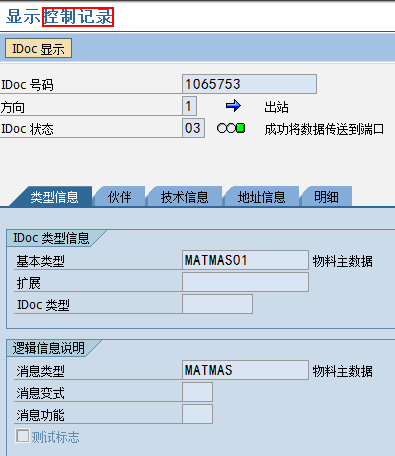 显示控制记录
IDoc 显示
IDoc 号码 1065753
方向 1 出站
IDoc 状态 03 成功将数据传送到端口
类型信息 伙伴 技术信息 地址信息 明细
IDoc 类型信息
基本类型 MATMAS01 物料主数据
扩展
IDoc 类型
逻辑信息说明
消息类型 MATMAS 物料主数据
消息变式
消息功能
测试标志